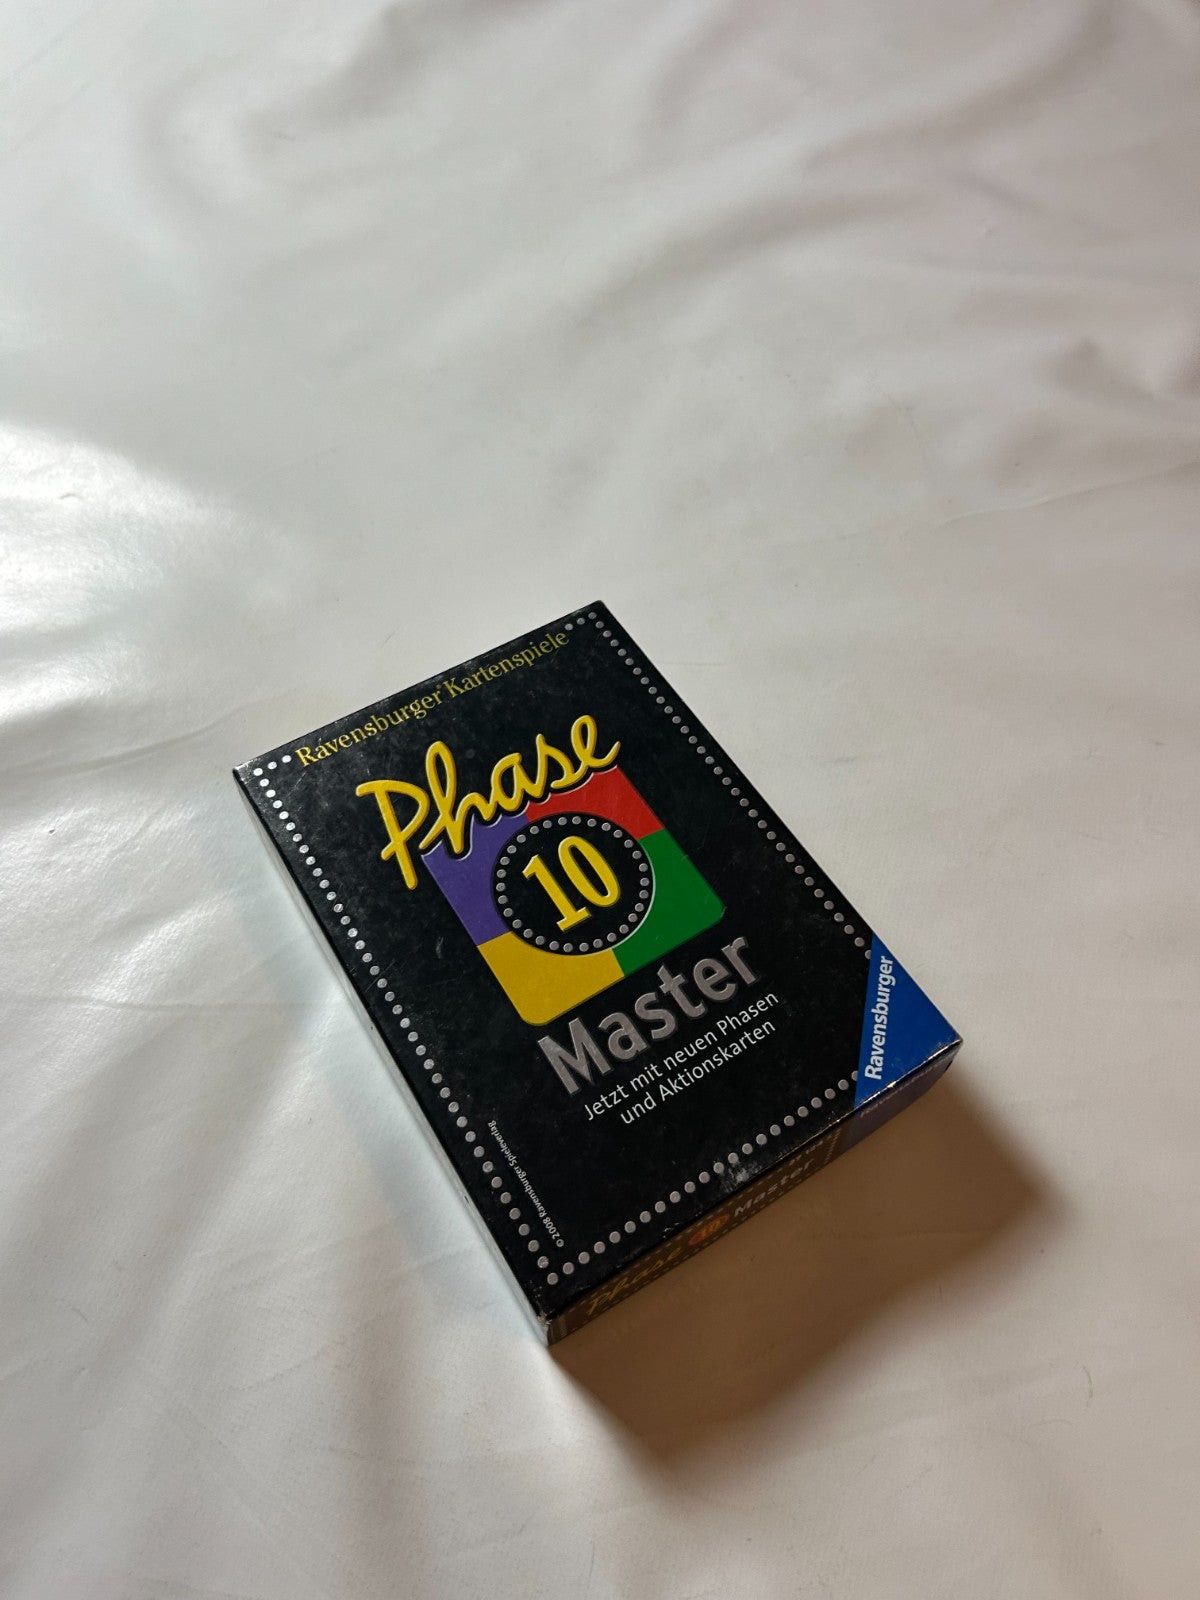 Ravensburger® Kartenspiele
Phase
10
Master
Jetzt mit neuen Phasen
und Aktionskarten
Ravensburger
© 2008 Ravensburger Spieleverlag
Phase 10 Master